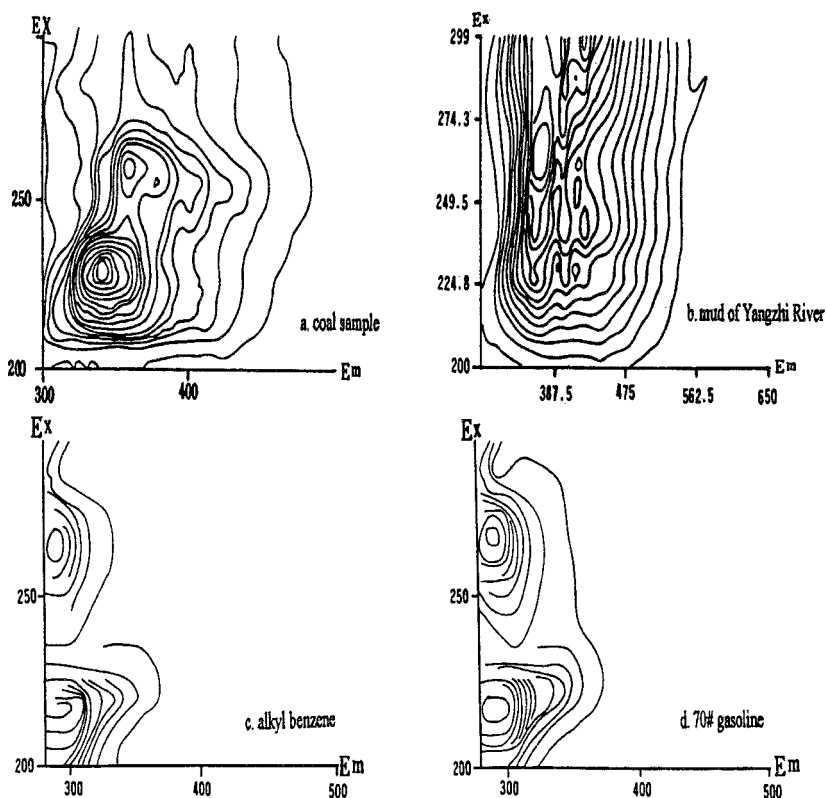 EX
250
200
300
400
Em
a. coal sample
Ex
299
274.3
249.5
224.8
200
387.5
475
562.5
650
Em
b. mud of Yangzhi River
Ex
250
200
300
400
500
Em
c. alkyl benzene
Ex
250
200
300
400
500
Em
d. 70# gasoline